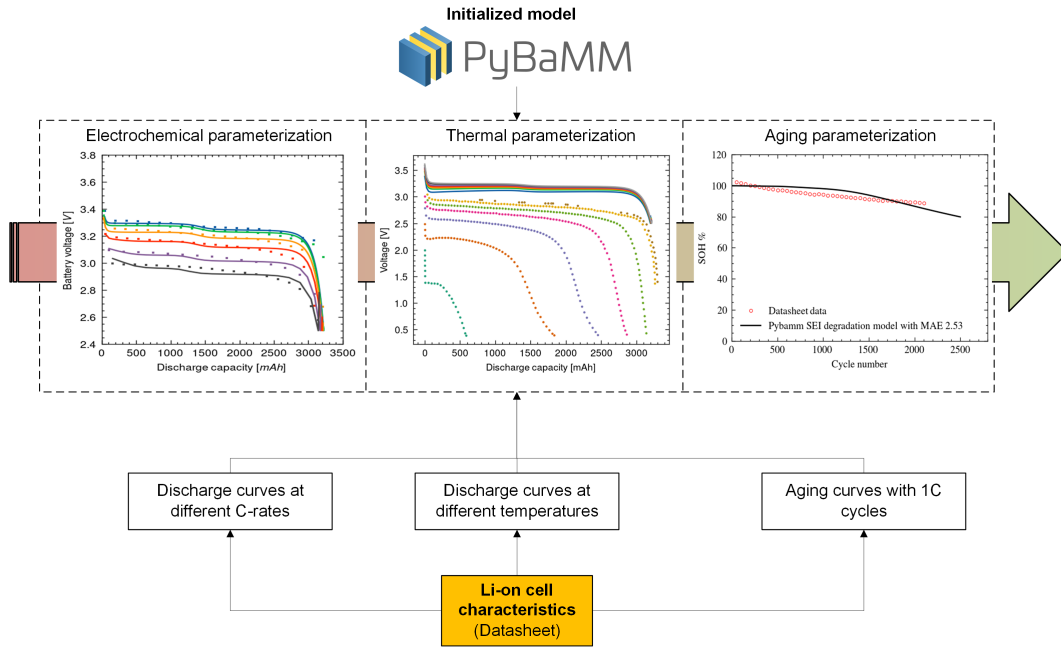 Initialized model
PyBaMM
Electrochemical parameterization
Thermal parameterization
Aging parameterization
3.8
3.6
3.4
3.2
3.0
2.8
2.6
2.4
Battery voltage [V]
0 500 1000 1500 2000 2500 3000 3500
Discharge capacity [mAh]
3.5
3.0
2.5
2.0
1.5
1.0
0.5
Voltage [V]
0 500 1000 1500 2000 2500 3000
Discharge capacity [mAh]
120
100
80
60
40
20
0
SOH %
Datasheet data
Pybamm SEI degradation model with MAE 2.53
0 500 1000 1500 2000 2500
Cycle number
Discharge curves at
different C-rates
Discharge curves at
different temperatures
Aging curves with 1C
cycles
Li-on cell
characteristics
(Datasheet)